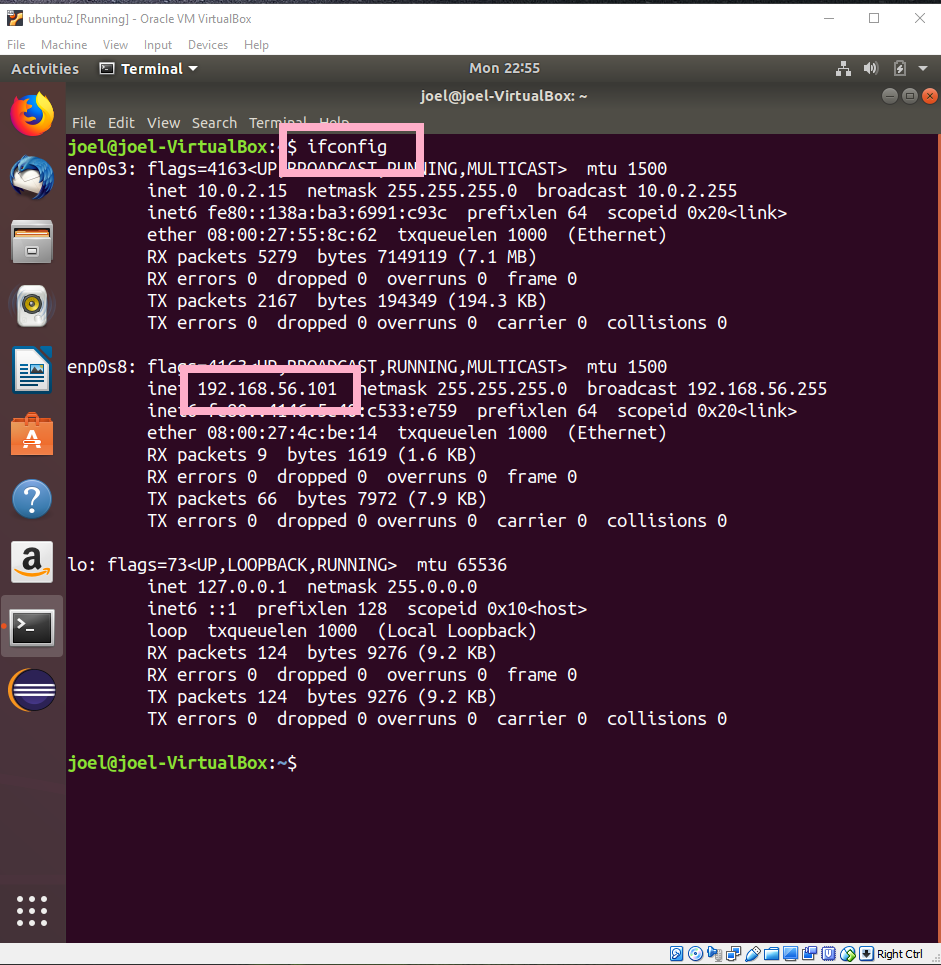 ubuntu2 [Running] - Oracle VM VirtualBox
File Machine View Input Devices Help
Activities Terminal Mon 22:55
joel@joel-VirtualBox: ~
File Edit View Search Terminal Help
joel@joel-VirtualBox:~$ ifconfig
enp0s3: flags=4163<UP,BROADCAST,RUNNING,MULTICAST> mtu 1500
inet 10.0.2.15 netmask 255.255.255.0 broadcast 10.0.2.255
inet6 fe80::138a:ba3:6991:c93c prefixlen 64 scopeid 0x20<link>
ether 08:00:27:55:8c:62 txqueuelen 1000 (Ethernet)
RX packets 5279 bytes 7149119 (7.1 MB)
RX errors 0 dropped 0 overruns 0 frame 0
TX packets 2167 bytes 194349 (194.3 KB)
TX errors 0 dropped 0 overruns 0 carrier 0 collisions 0
enp0s8: flags=4163<UP,BROADCAST,RUNNING,MULTICAST> mtu 1500
inet 192.168.56.101 netmask 255.255.255.0 broadcast 192.168.56.255
inet6 prefixlen 64 scopeid 0x20<link>
ether 08:00:27:4c:be:14 txqueuelen 1000 (Ethernet)
RX packets 9 bytes 1619 (1.6 KB)
RX errors 0 dropped 0 overruns 0 frame 0
TX packets 66 bytes 7972 (7.9 KB)
TX errors 0 dropped 0 overruns 0 carrier 0 collisions 0
lo: flags=73<UP,LOOPBACK,RUNNING> mtu 65536
inet 127.0.0.1 netmask 255.0.0.0
inet6 ::1 prefixlen 128 scopeid 0x10<host>
loop txqueuelen 1000 (Local Loopback)
RX packets 124 bytes 9276 (9.2 KB)
RX errors 0 dropped 0 overruns 0 frame 0
TX packets 124 bytes 9276 (9.2 KB)
TX errors 0 dropped 0 overruns 0 carrier 0 collisions 0
joel@joel-VirtualBox:~$
Right Ctrl